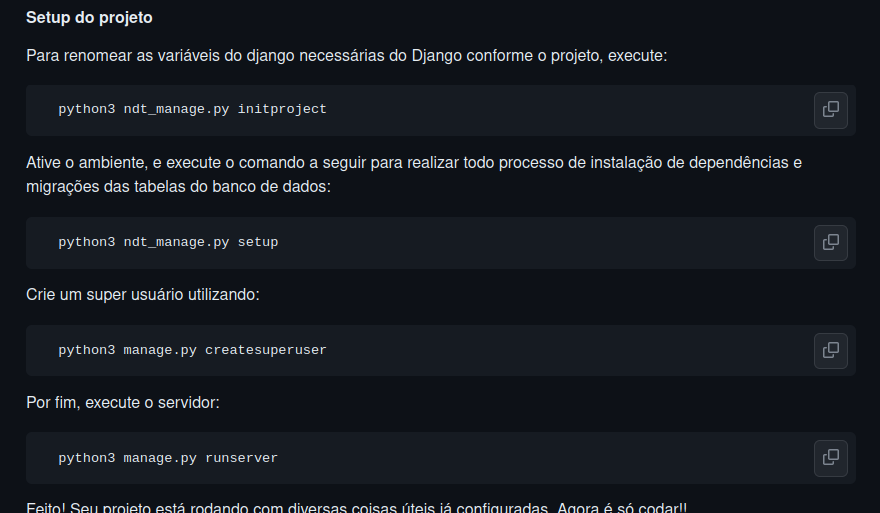 Setup do projeto
Para renomear as variáveis do django necessárias do Django conforme o projeto, execute:
python3 ndt_manage.py initproject
Ative o ambiente, e execute o comando a seguir para realizar todo processo de instalação de dependências e
migrações das tabelas do banco de dados:
python3 ndt_manage.py setup
Crie um super usuário utilizando:
python3 manage.py createsuperuser
Por fim, execute o servidor:
python3 manage.py runserver
Feito! Seu projeto está rodando com diversas coisas úteis já configuradas. Agora é só codar!!